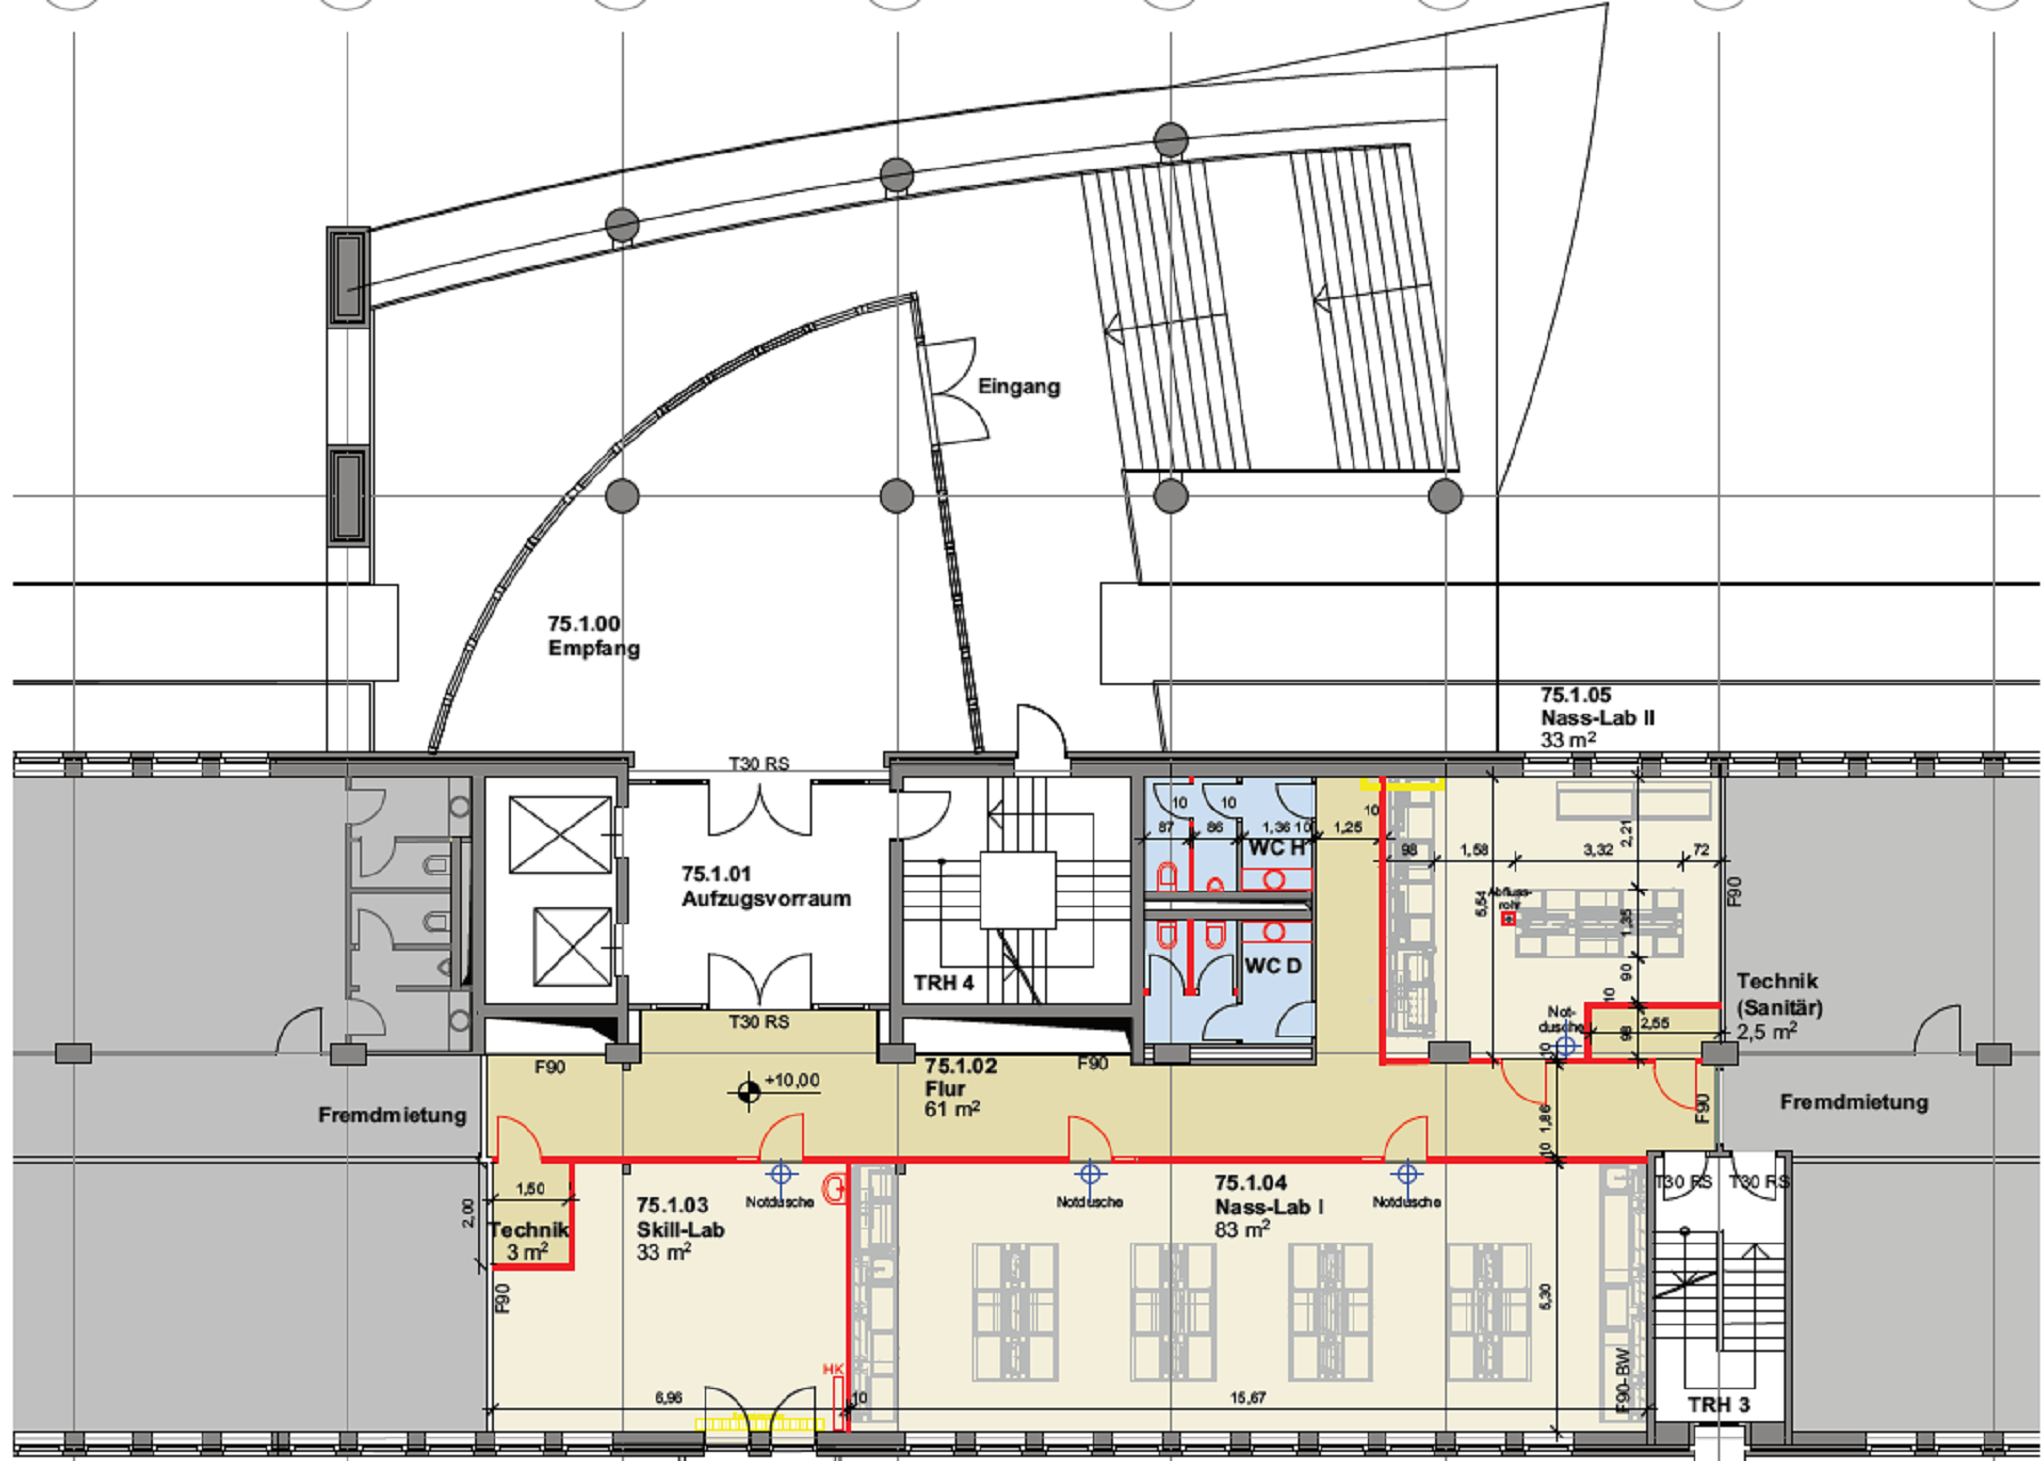 Eingang
75.1.00
Empfang
75.1.05
Nass-Lab II
33 m²
T30 RS
75.1.01
Aufzugsvorraum
TRH 4
T30 RS
10
10
87
86
1,36
10
1,25
10
WC H
WC D
98
1,58
3,32
72
2,21
5,54
Abfluss-
rohr
1,35
90
10
F90
Not-
dusche
98
2,55
10
Technik
(Sanitär)
2,5 m²
F90
+10,00
75.1.02
Flur
61 m²
F90
F90
1,86
10
Fremdmietung
Fremdmietung
1,50
2,00
Technik
3 m²
F90
75.1.03
Skill-Lab
33 m²
Notdusche
HK
6,96
10
Notdusche
75.1.04
Nass-Lab I
83 m²
Notdusche
15,67
5,30
F90-BW
T30 RS
T30 RS
TRH 3